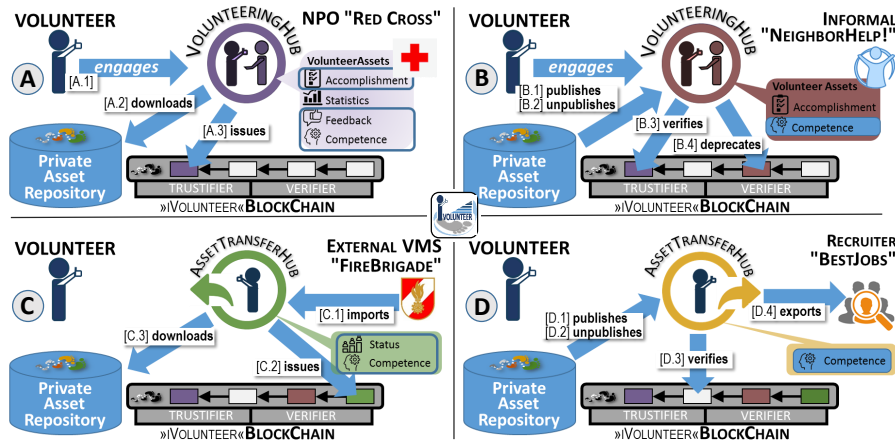 VOLUNTEER
VOLUNTEERINGHUB
NPO "RED CROSS"
A
[A.1]
engages
VolunteerAssets
Accomplishment
Statistics
Feedback
Competence
[A.2] downloads
[A.3] issues
Private
Asset
Repository
TRUSTIFIER
VERIFIER
»iVOLUNTEER«BLOCKCHAIN
VOLUNTEER
VOLUNTEERINGHUB
INFORMAL
"NEIGHBORHELP!"
B
[B.1] publishes
[B.2] unpublishes
Volunteer Assets
Accomplishment
Competence
[B.3] verifies
[B.4] deprecates
Private
Asset
Repository
TRUSTIFIER
VERIFIER
»iVOLUNTEER«BLOCKCHAIN
iVOLUNTEER
VOLUNTEER
ASSETTRANSFERHUB
EXTERNAL VMS
"FIREBRIGADE"
C
[C.1] imports
[C.3] downloads
[C.2] issues
Status
Competence
Private
Asset
Repository
TRUSTIFIER
VERIFIER
»iVOLUNTEER«BLOCKCHAIN
VOLUNTEER
ASSETTRANSFERHUB
RECRUITER
"BESTJOBS"
D
[D.1] publishes
[D.2] unpublishes
[D.4] exports
[D.3] verifies
Competence
Private
Asset
Repository
TRUSTIFIER
VERIFIER
»iVOLUNTEER«BLOCKCHAIN